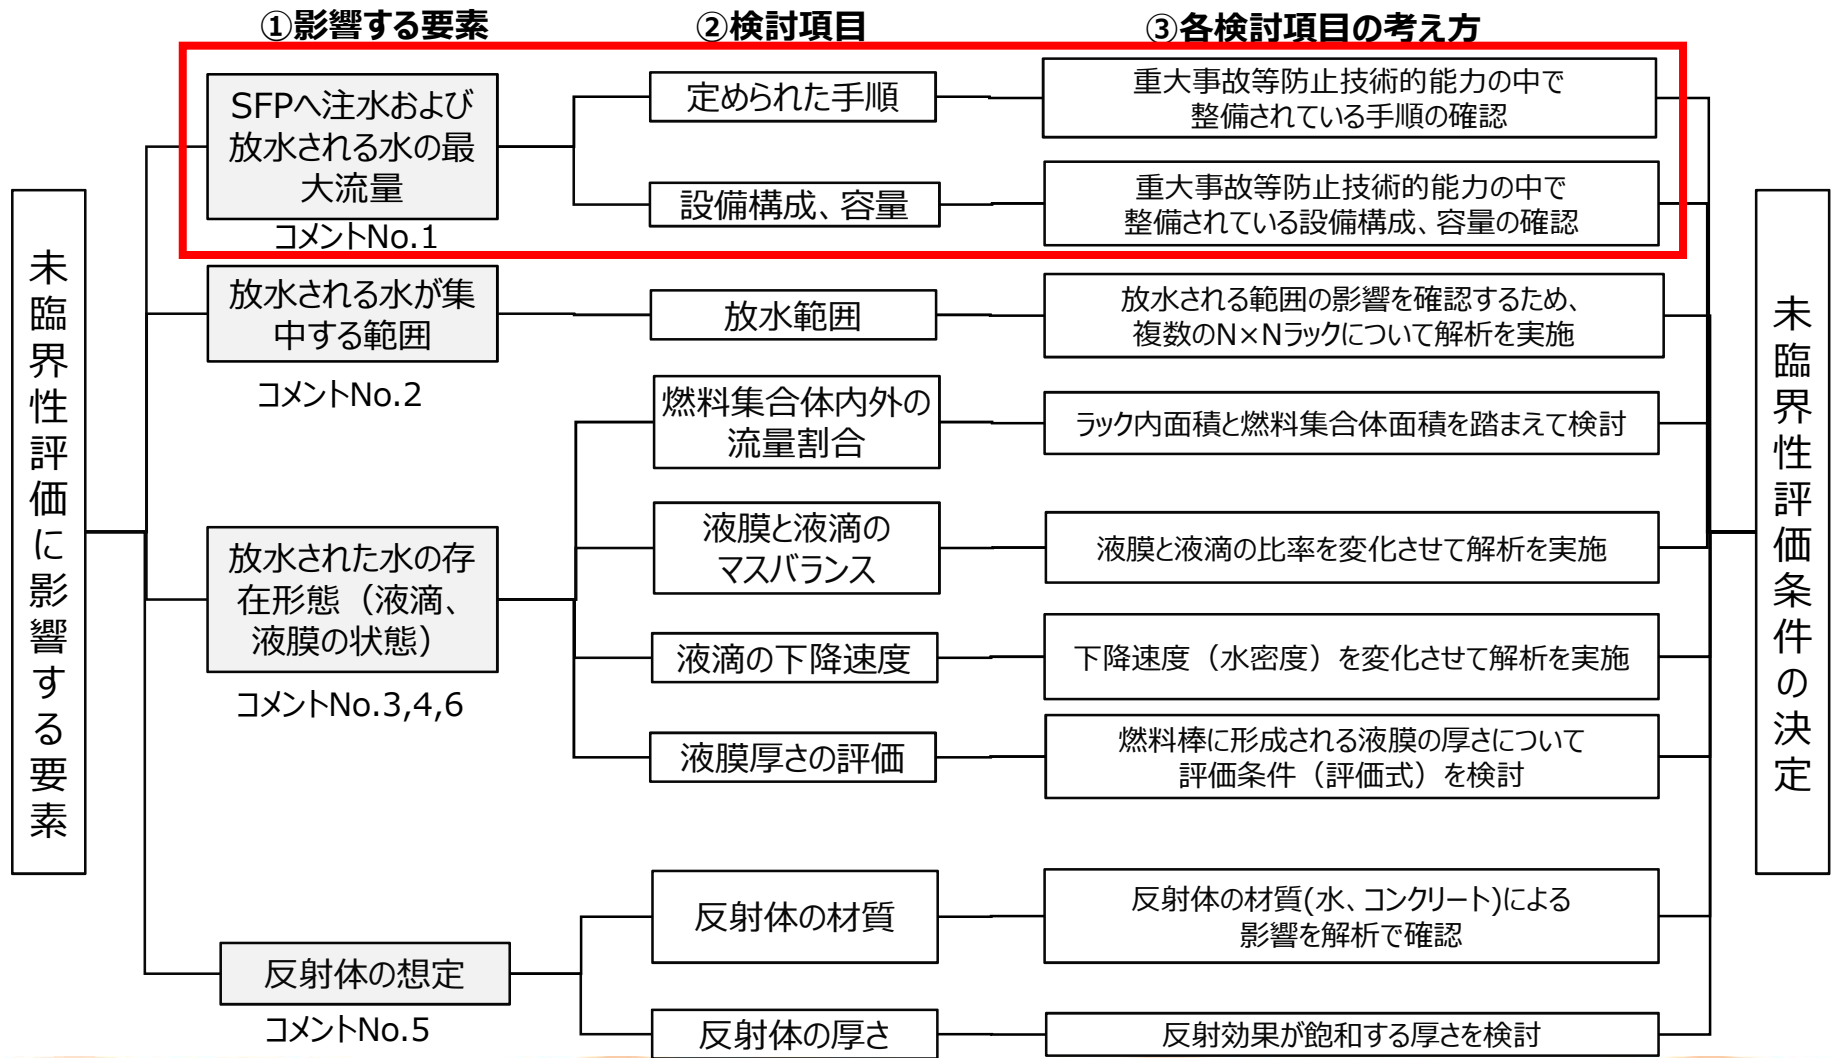 ①影響する要素
②検討項目
③各検討項目の考え方
未臨界性評価に影響する要素
SFPへ注水および
放水される水の最
大流量
コメントNo.1
定められた手順
重大事故等防止技術的能力の中で
整備されている手順の確認
設備構成、容量
重大事故等防止技術的能力の中で
整備されている設備構成、容量の確認
放水される水が集
中する範囲
コメントNo.2
放水範囲
放水される範囲の影響を確認するため、
複数のN×Nラックについて解析を実施
放水された水の存
在形態（液滴、
液膜の状態）
コメントNo.3,4,6
燃料集合体内外の
流量割合
ラック内面積と燃料集合体面積を踏まえて検討
液膜と液滴の
マスバランス
液膜と液滴の比率を変化させて解析を実施
液滴の下降速度
下降速度（水密度）を変化させて解析を実施
液膜厚さの評価
燃料棒に形成される液膜の厚さについて
評価条件（評価式）を検討
反射体の想定
コメントNo.5
反射体の材質
反射体の材質(水、コンクリート)による
影響を解析で確認
反射体の厚さ
反射効果が飽和する厚さを検討
未臨界性評価条件の決定